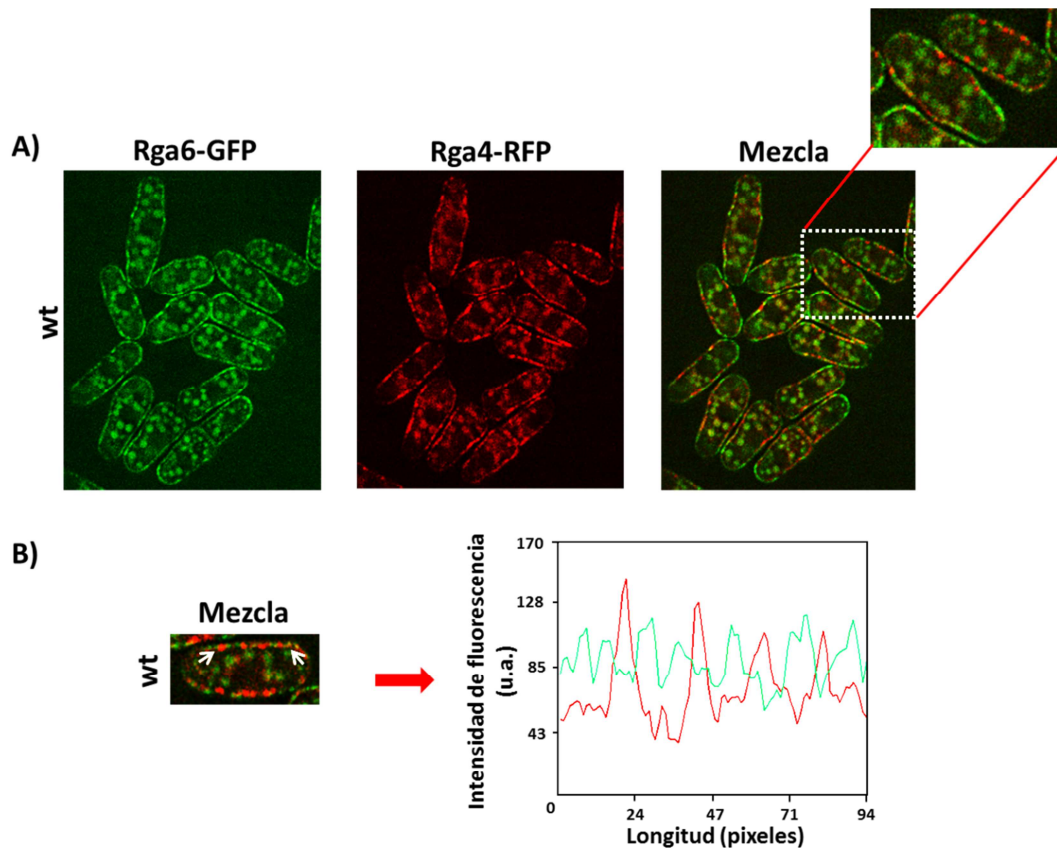 A)
Rga6-GFP
Rga4-RFP
Mezcla
wt
B)
Mezcla
wt
Intensidad de fluorescencia
(u.a.)
170
128
85
43
0
24
47
71
94
Longitud (pixeles)